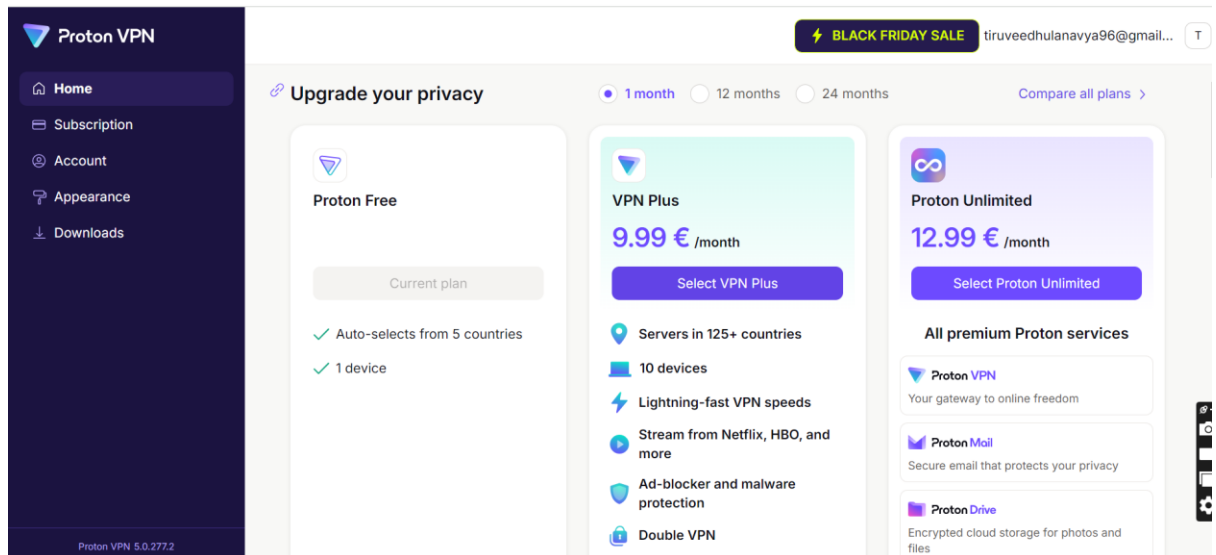 Proton VPN
BLACK FRIDAY SALE
tiruveedhulanavya96@gmail...
T
Home
Subscription
Account
Appearance
Downloads
Proton VPN 5.0.277.2
Upgrade your privacy
1 month
12 months
24 months
Compare all plans
Proton Free
Current plan
Auto-selects from 5 countries
1 device
VPN Plus
9.99 € /month
Select VPN Plus
Servers in 125+ countries
10 devices
Lightning-fast VPN speeds
Stream from Netflix, HBO, and
more
Ad-blocker and malware
protection
Double VPN
Proton Unlimited
12.99 € /month
Select Proton Unlimited
All premium Proton services
Proton VPN
Your gateway to online freedom
Proton Mail
Secure email that protects your privacy
Proton Drive
Encrypted cloud storage for photos and
files